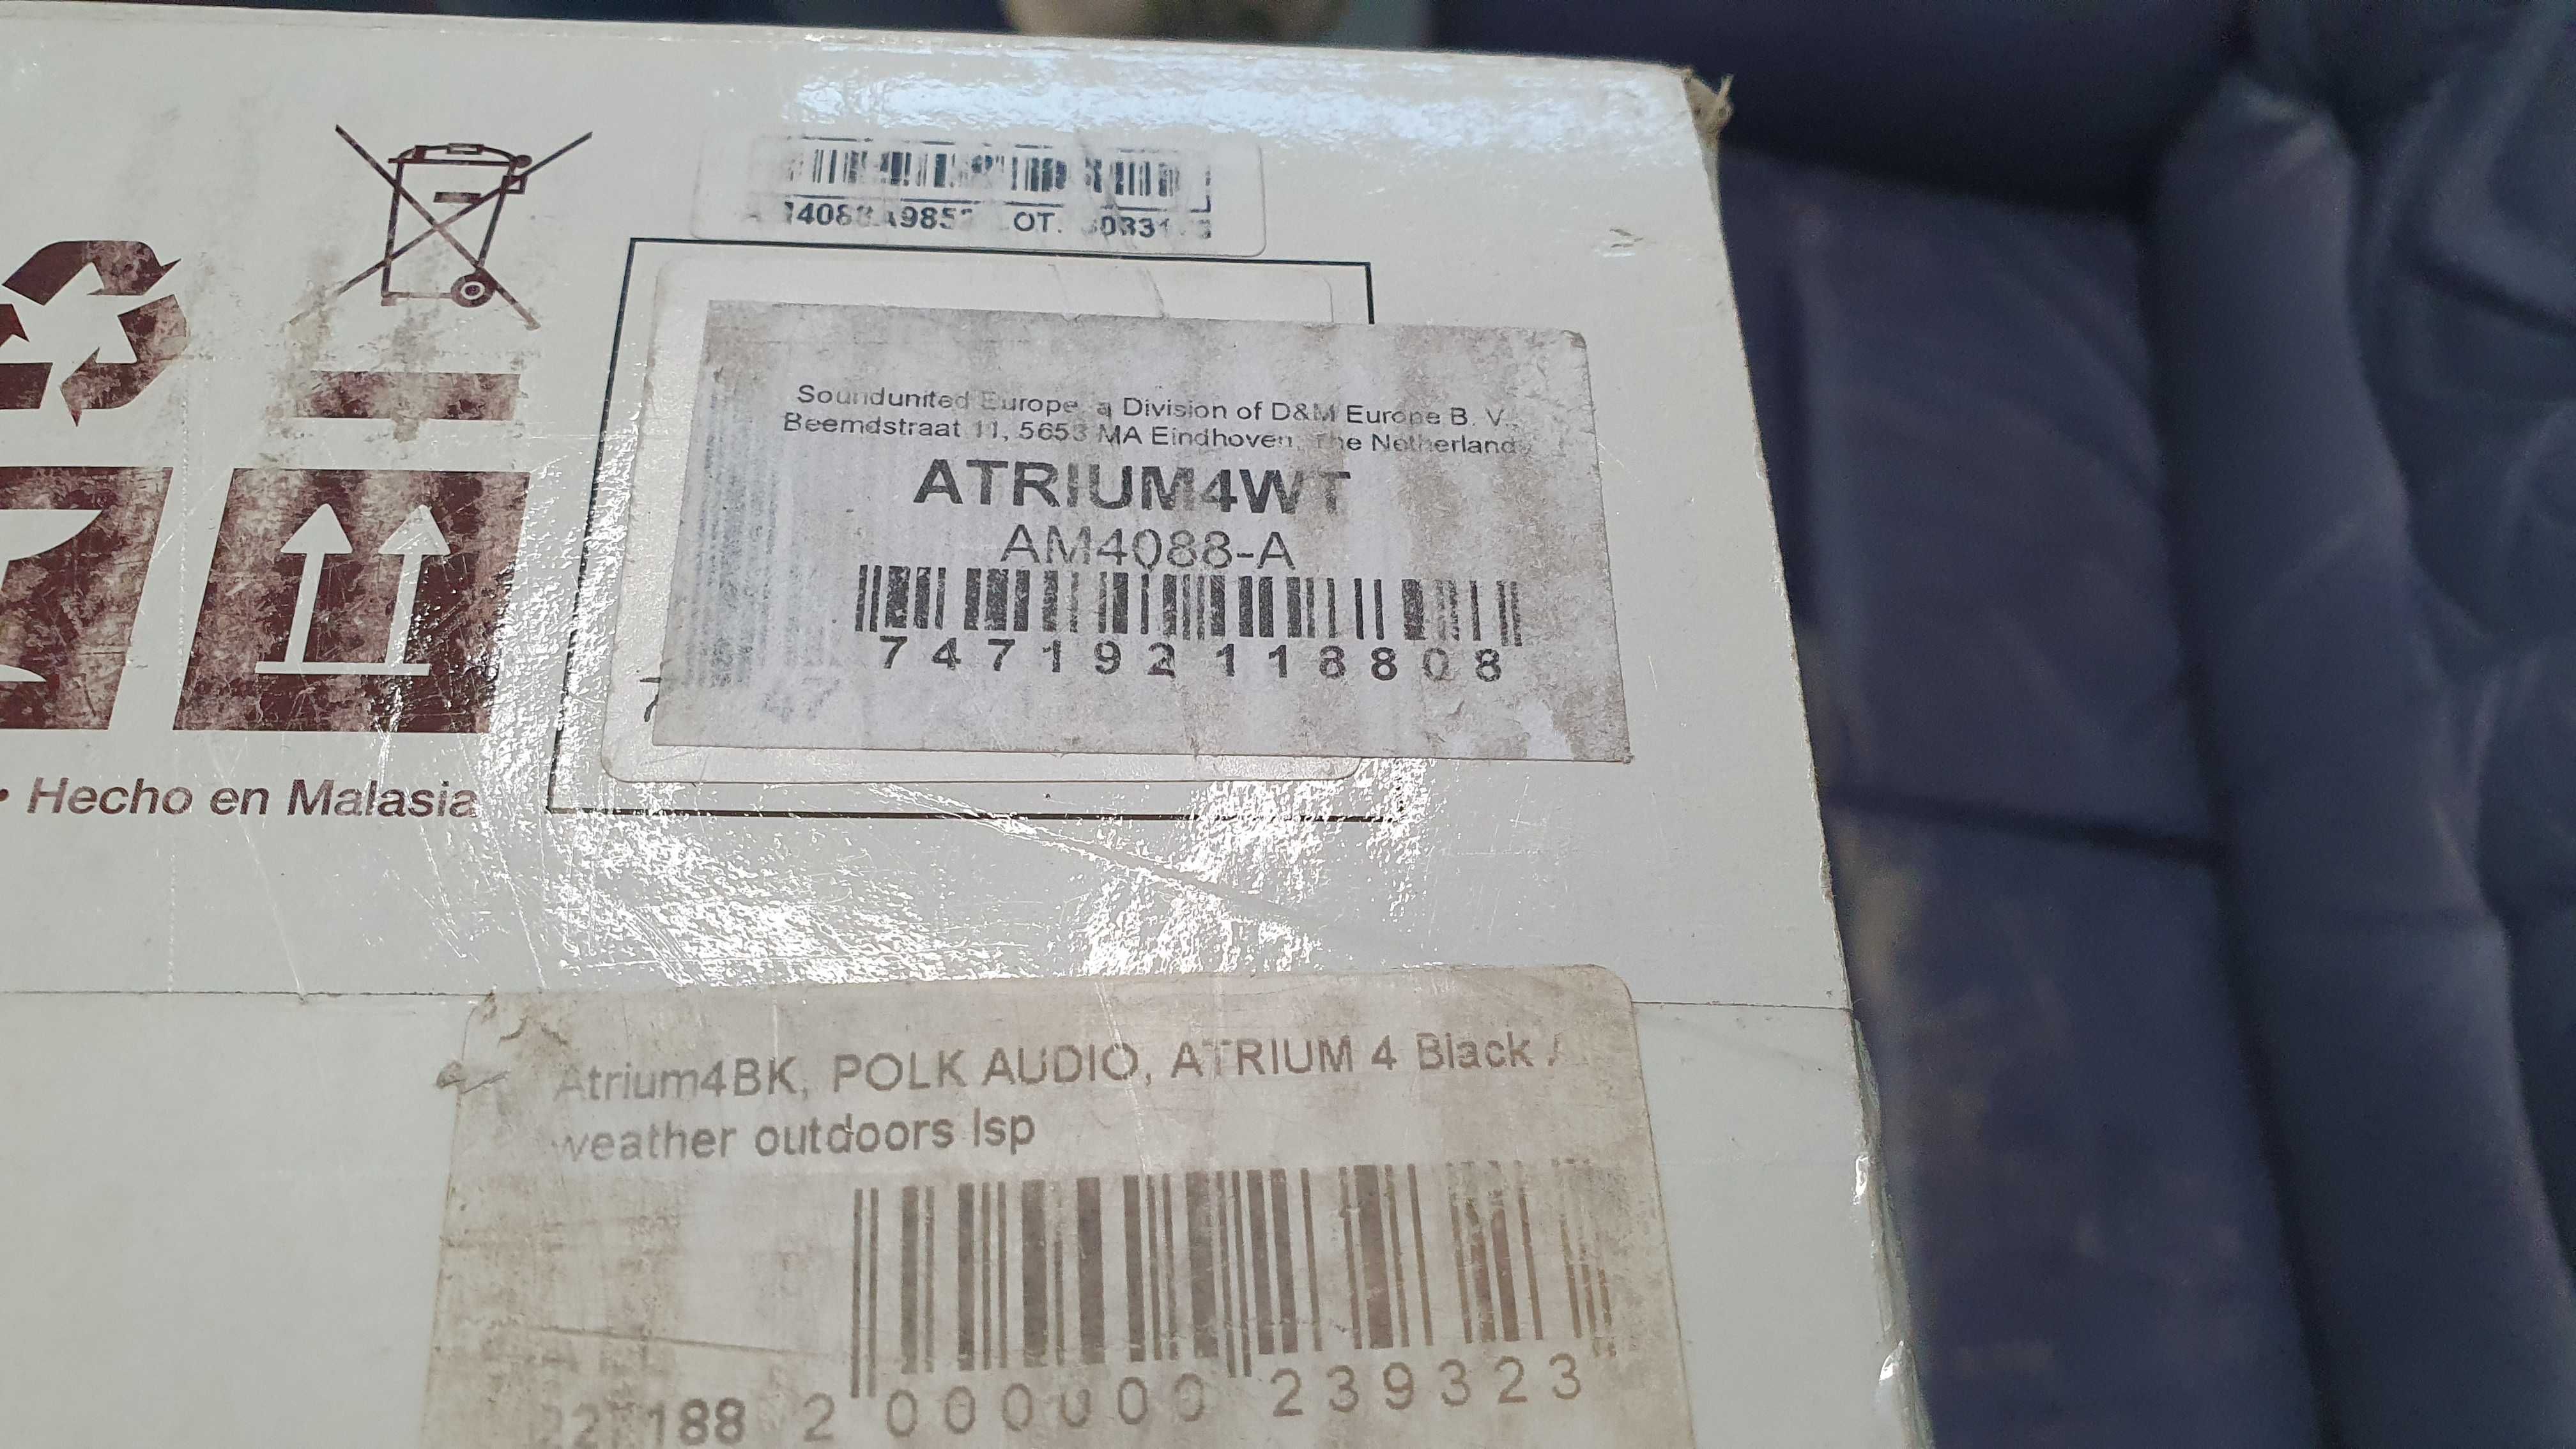 Soundunited Europe, a Division of D&M Europe B. V.,
Beemdstraat 11, 5653 MA Eindhoven, The Netherlands
ATRIUM4WT
AM4088-A
747192118808
• Hecho en Malasia
Atrium4BK, POLK AUDIO, ATRIUM 4 Black
weather outdoors lsp
188 2 000000 239323